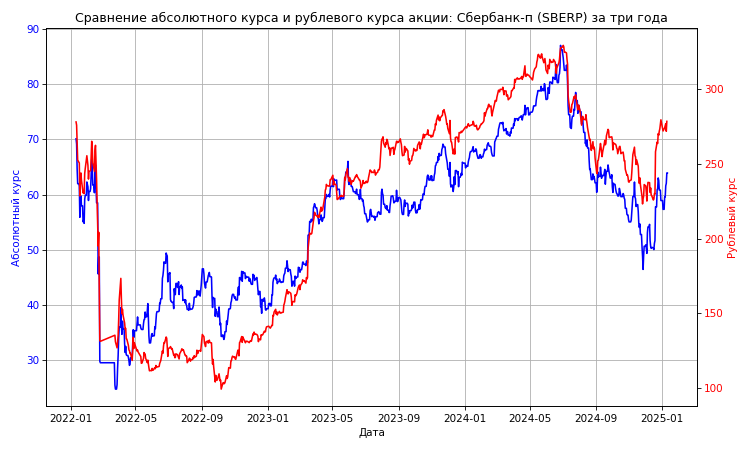 Сравнение абсолютного курса и рублевого курса акции: Сбербанк-п (SBERP) за три года
Абсолютный курс
90
80
70
60
50
40
30
Рублевый курс
300
250
200
150
100
2022-01 2022-05 2022-09 2023-01 2023-05 2023-09 2024-01 2024-05 2024-09 2025-01
Дата